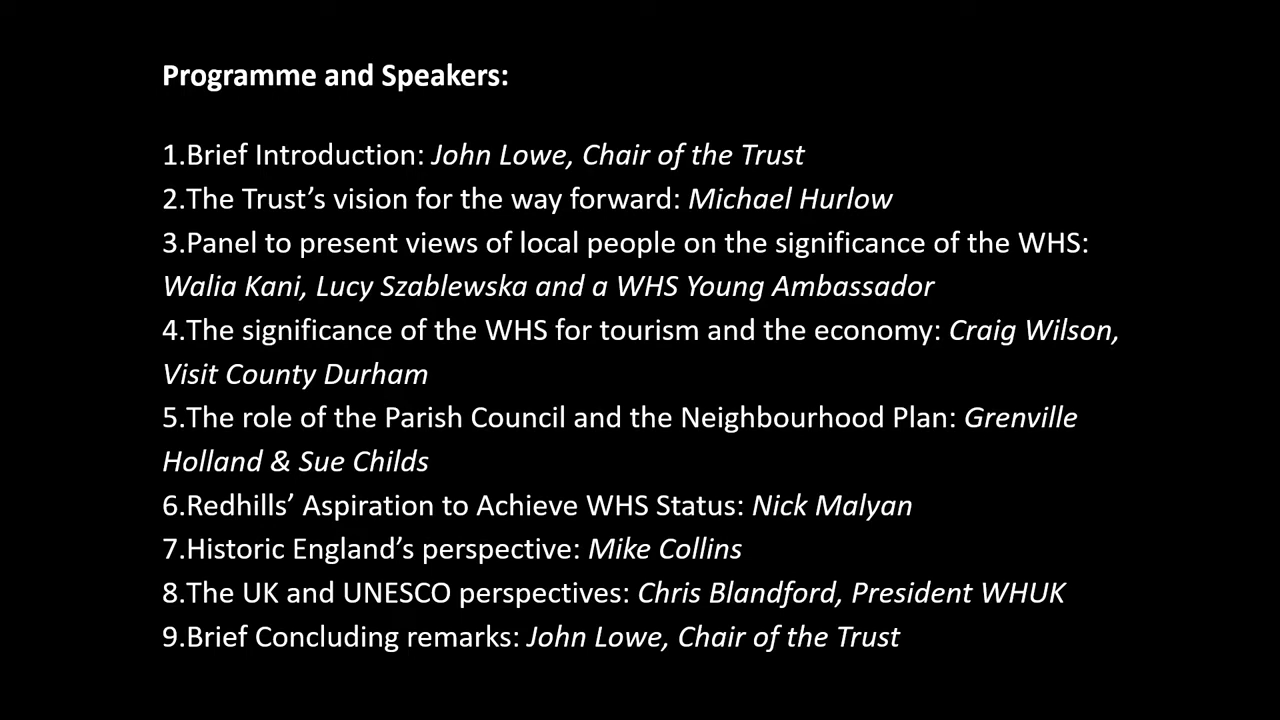 Programme and Speakers:
1.Brief Introduction: John Lowe, Chair of the Trust
2.The Trust’s vision for the way forward: Michael Hurlow
3.Panel to present views of local people on the significance of the WHS:
Walia Kani, Lucy Szablewska and a WHS Young Ambassador
4.The significance of the WHS for tourism and the economy: Craig Wilson,
Visit County Durham
5.The role of the Parish Council and the Neighbourhood Plan: Grenville
Holland & Sue Childs
6.Redhills’ Aspiration to Achieve WHS Status: Nick Malyan
7.Historic England’s perspective: Mike Collins
8.The UK and UNESCO perspectives: Chris Blandford, President WHUK
9.Brief Concluding remarks: John Lowe, Chair of the Trust